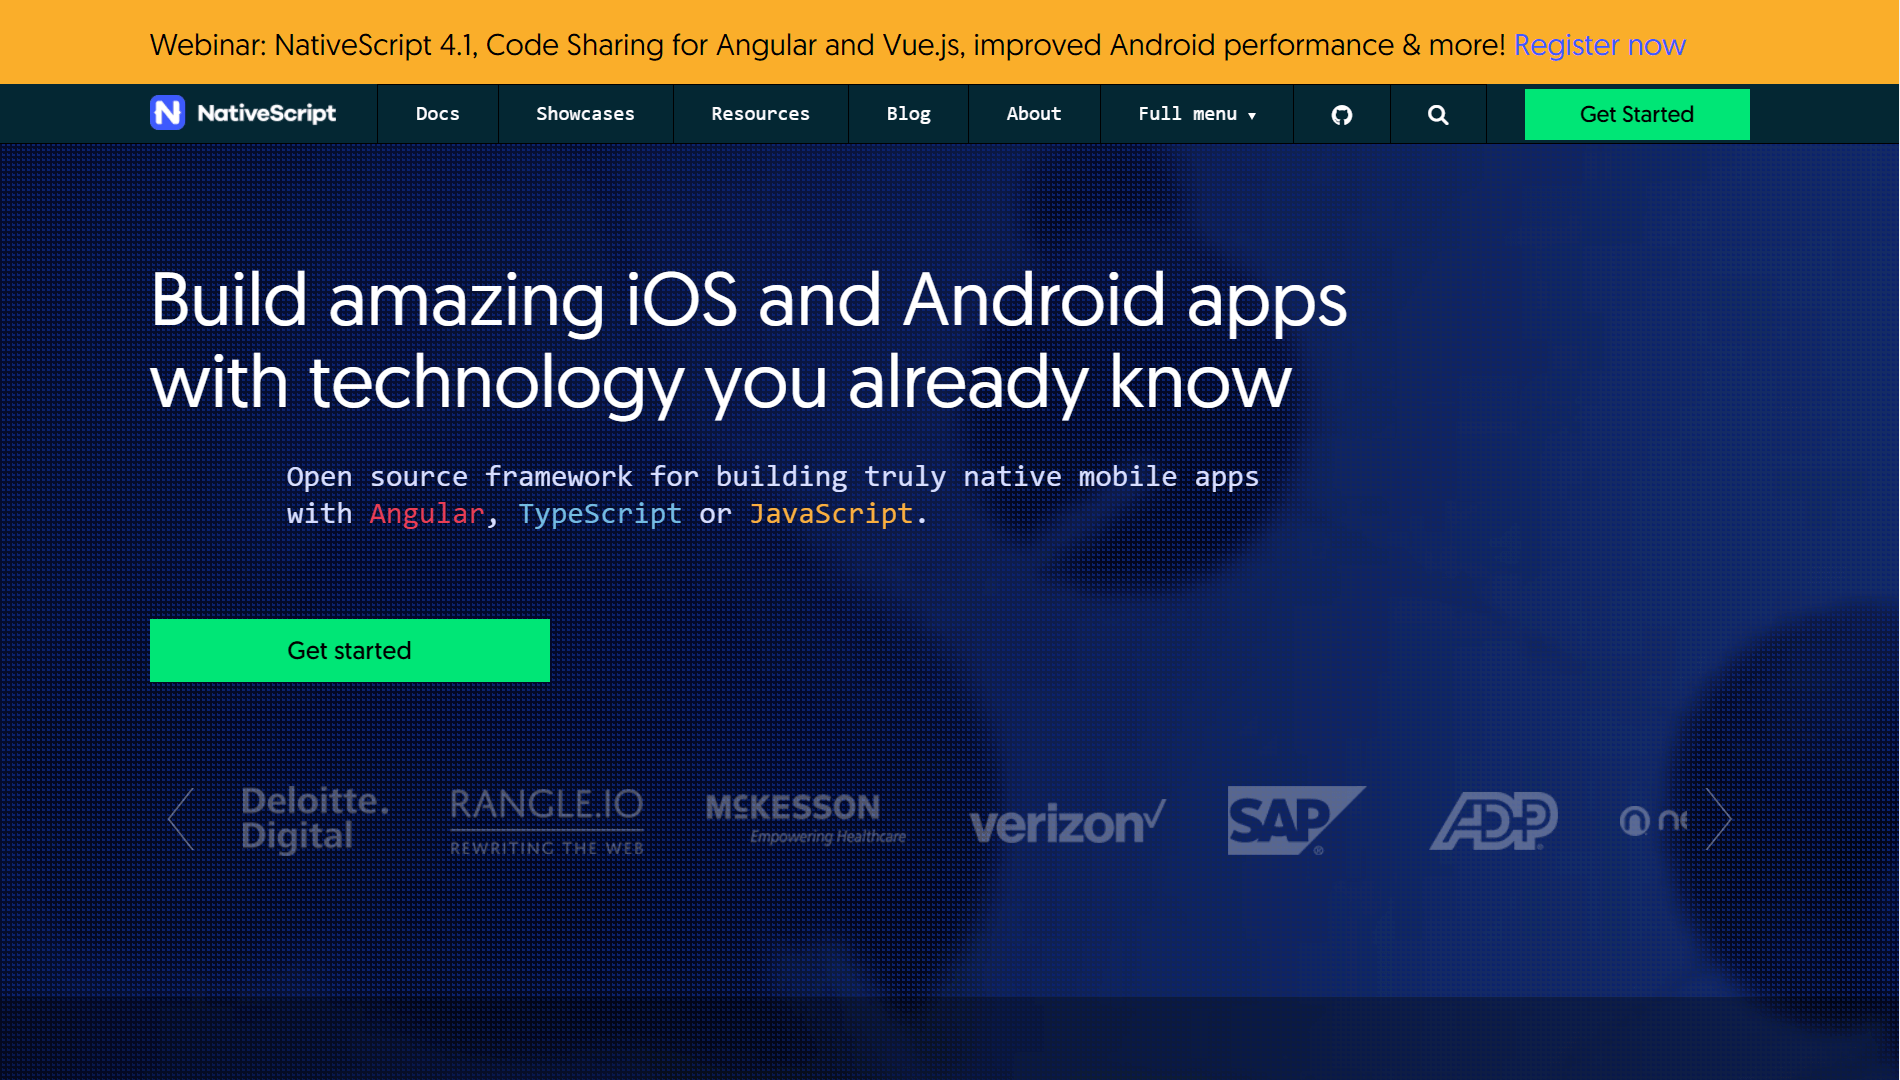 Webinar: NativeScript 4.1, Code Sharing for Angular and Vue.js, improved Android performance & more! Register now
NativeScript Docs Showcases Resources Blog About Full menu ▾ Get Started
Build amazing iOS and Android apps
with technology you already know
Open source framework for building truly native mobile apps
with Angular, TypeScript or JavaScript.
Get started
Deloitte.
Digital
RANGLE.IO
REWRITING THE WEB
McKESSON
Empowering Healthcare
verizon✓
SAP®
ADP®